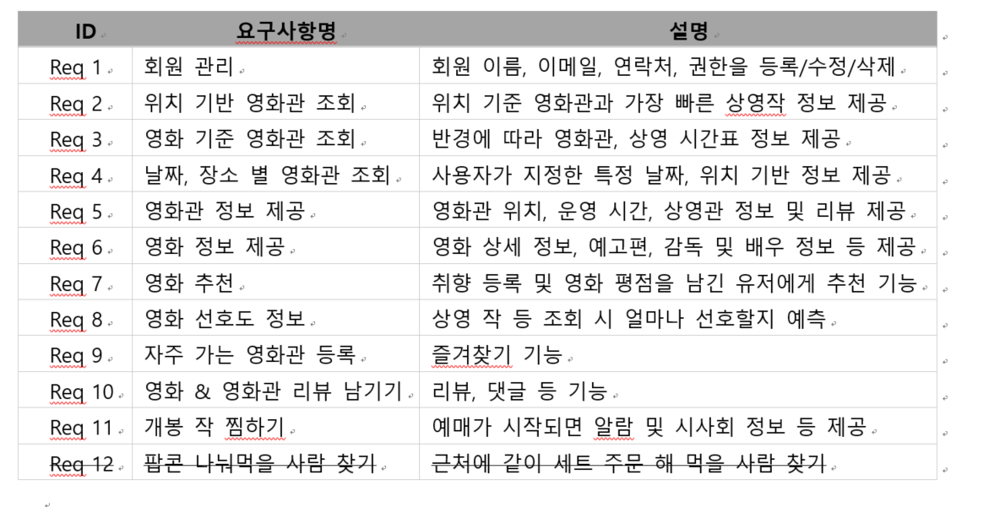 ID 요구사항명 설명
Req 1 회원 관리 회원 이름, 이메일, 연락처, 권한을 등록/수정/삭제
Req 2 위치 기반 영화관 조회 위치 기준 영화관과 가장 빠른 상영작 정보 제공
Req 3 영화 기준 영화관 조회 반경에 따라 영화관, 상영 시간표 정보 제공
Req 4 날짜, 장소 별 영화관 조회 사용자가 지정한 특정 날짜, 위치 기반 정보 제공
Req 5 영화관 정보 제공 영화관 위치, 운영 시간, 상영관 정보 및 리뷰 제공
Req 6 영화 정보 제공 영화 상세 정보, 예고편, 감독 및 배우 정보 등 제공
Req 7 영화 추천 취향 등록 및 영화 평점을 남긴 유저에게 추천 기능
Req 8 영화 선호도 정보 상영 작 등 조회 시 얼마나 선호할지 예측
Req 9 자주 가는 영화관 등록 즐겨찾기 기능
Req 10 영화 & 영화관 리뷰 남기기 리뷰, 댓글 등 기능
Req 11 개봉 작 찜하기 예매가 시작되면 알람 및 시사회 정보 등 제공
Req 12 팝콘 나눠먹을 사람 찾기 근처에 같이 세트 주문 해 먹을 사람 찾기